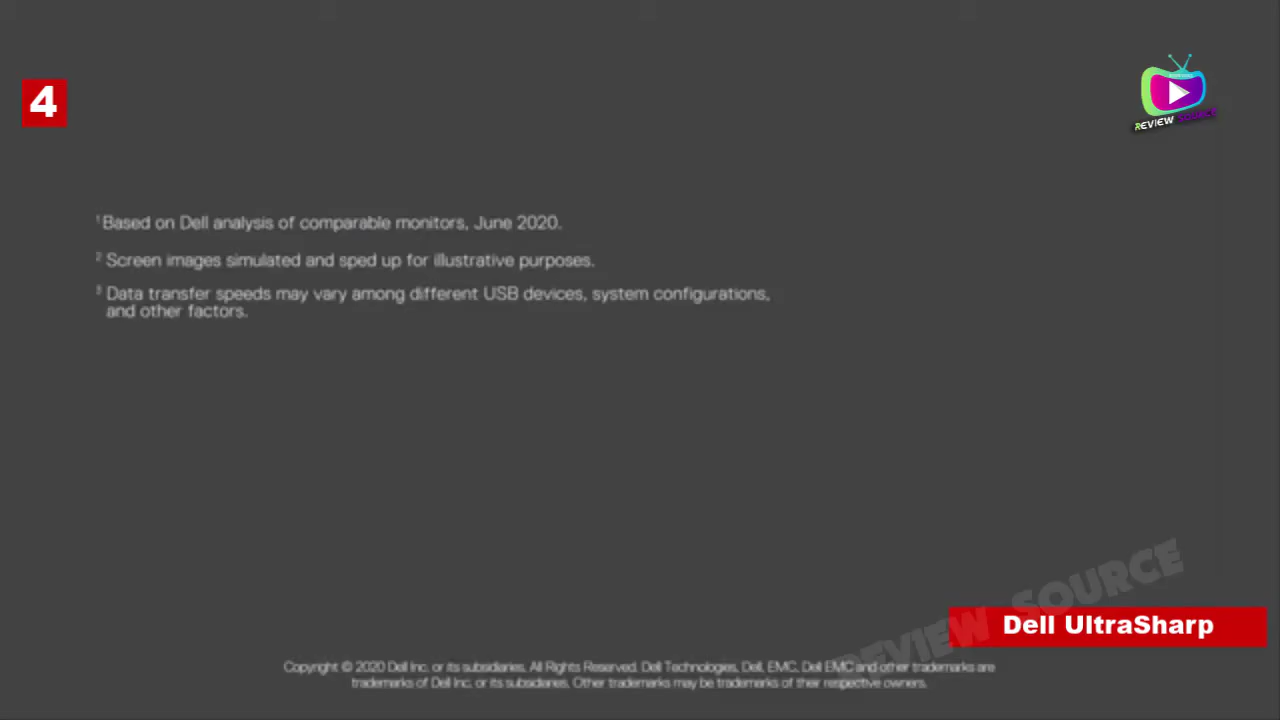 4
REVIEW SOURCE
¹ Based on Dell analysis of comparable monitors, June 2020.
² Screen images simulated and sped up for illustrative purposes.
³ Data transfer speeds may vary among different USB devices, system configurations,
and other factors.
REVIEW SOURCE
Dell UltraSharp
Copyright © 2020 Dell Inc. or its subsidiaries. All Rights Reserved. Dell Technologies, Dell, EMC, Dell EMC and other trademarks are
trademarks of Dell Inc. or its subsidiaries. Other trademarks may be trademarks of their respective owners.